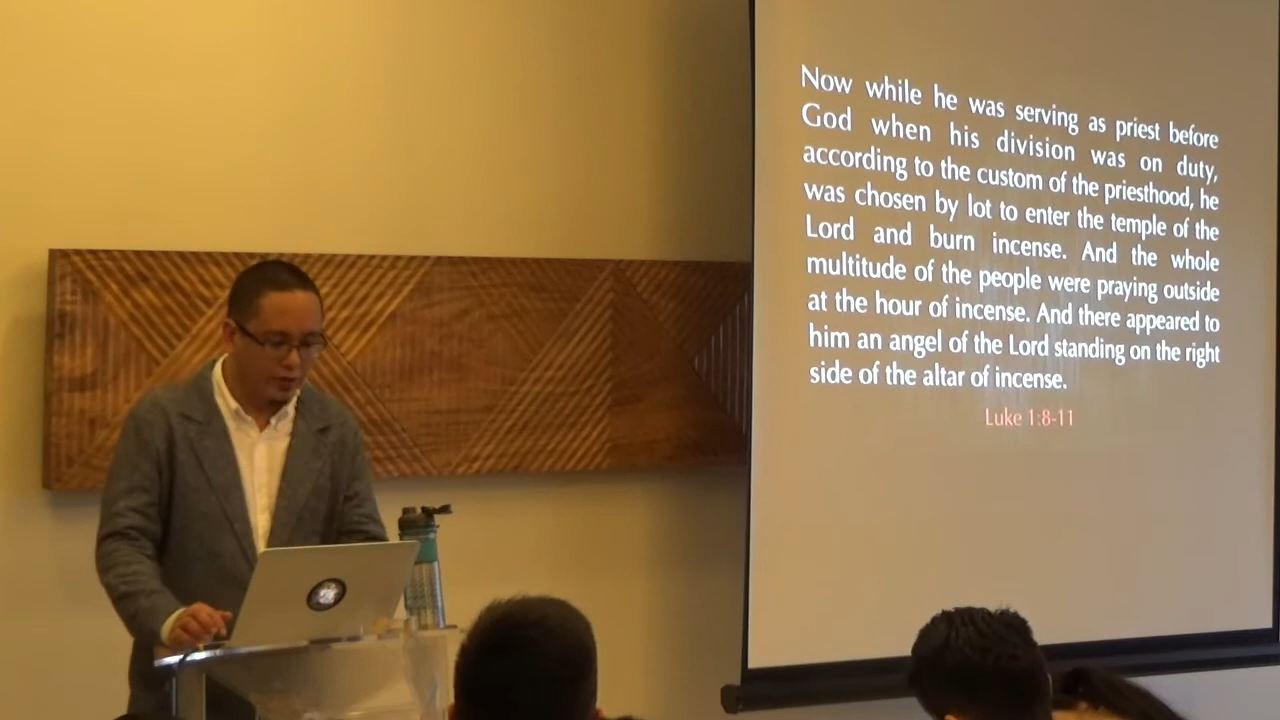 Now while he was serving as priest before
God when his division was on duty,
according to the custom of the priesthood, he
was chosen by lot to enter the temple of the
Lord and burn incense. And the whole
multitude of the people were praying outside
at the hour of incense. And there appeared to
him an angel of the Lord standing on the right
side of the altar of incense.
Luke 1:8-11